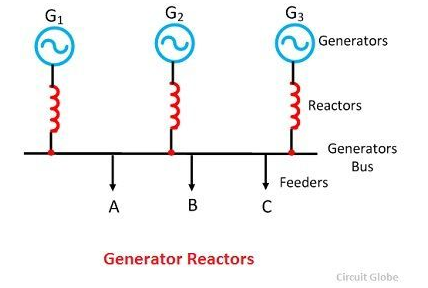 G1 G2 G3
Generators
Reactors
Generators
Bus
Feeders
A B C
Generator Reactors
Circuit Globe